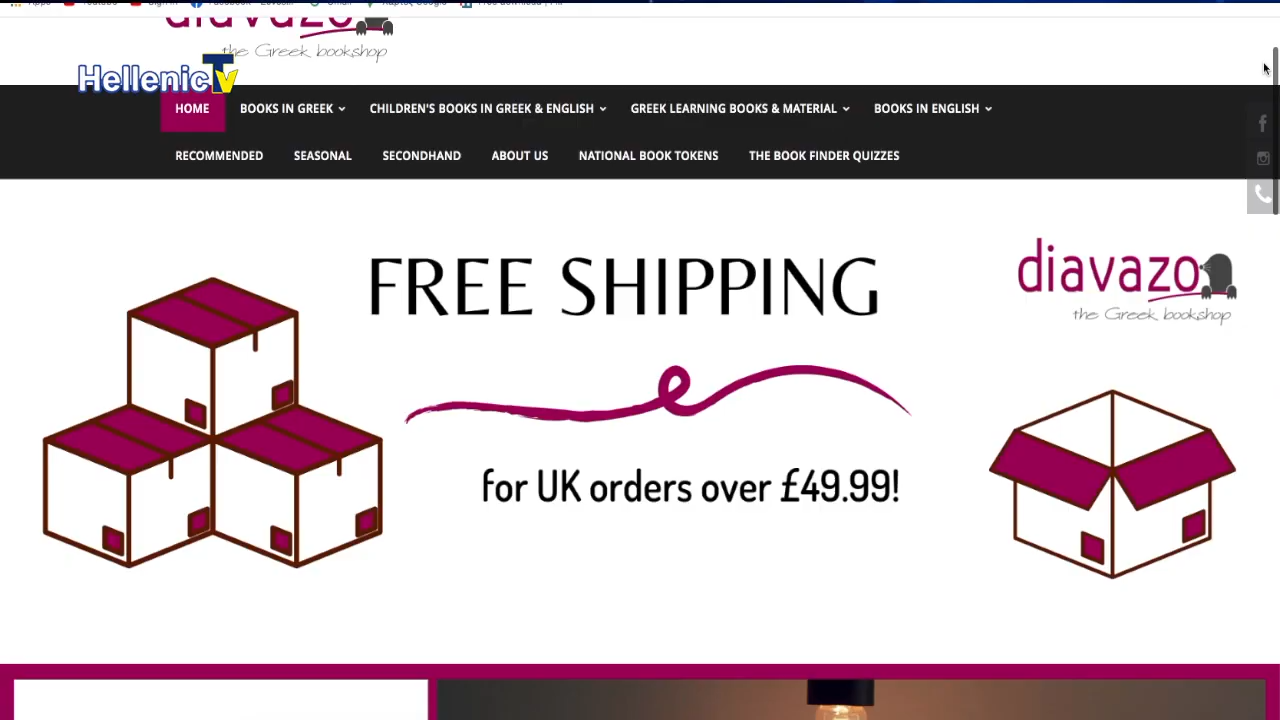 diavazo
the Greek bookshop
HellenicTv
HOME BOOKS IN GREEK CHILDREN'S BOOKS IN GREEK & ENGLISH GREEK LEARNING BOOKS & MATERIAL BOOKS IN ENGLISH
RECOMMENDED SEASONAL SECONDHAND ABOUT US NATIONAL BOOK TOKENS THE BOOK FINDER QUIZZES
FREE SHIPPING
diavazo
the Greek bookshop
for UK orders over £49.99!